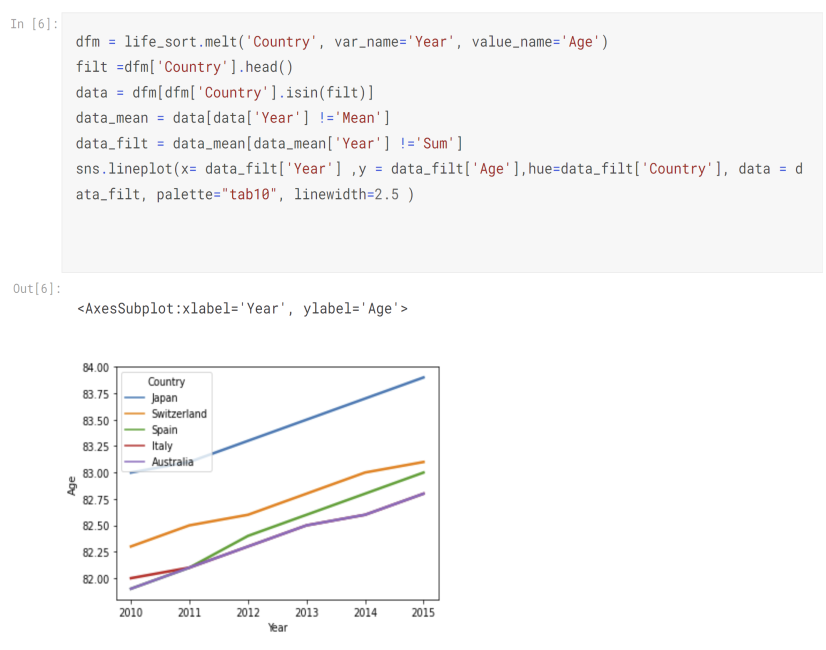 In [6]:
dfm = life_sort.melt('Country', var_name='Year', value_name='Age')
filt =dfm['Country'].head()
data = dfm[dfm['Country'].isin(filt)]
data_mean = data[data['Year'] !='Mean']
data_filt = data_mean[data_mean['Year'] !='Sum']
sns.lineplot(x= data_filt['Year'] ,y = data_filt['Age'],hue=data_filt['Country'], data = d
ata_filt, palette="tab10", linewidth=2.5 )
Out[6]:
<AxesSubplot:xlabel='Year', ylabel='Age'>
84.00
83.75
83.50
83.25
83.00
82.75
82.50
82.25
82.00
Age
Country
Japan
Switzerland
Spain
Italy
Australia
2010 2011 2012 2013 2014 2015
Year